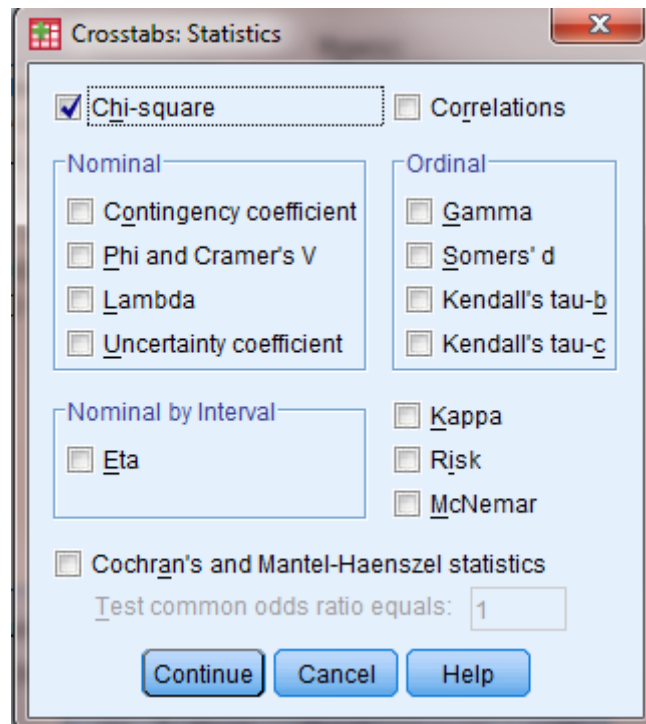 Crosstabs: Statistics
Chi-square
Correlations
Nominal
Contingency coefficient
Phi and Cramer's V
Lambda
Uncertainty coefficient
Ordinal
Gamma
Somers' d
Kendall's tau-b
Kendall's tau-c
Nominal by Interval
Eta
Kappa
Risk
McNemar
Cochran's and Mantel-Haenszel statistics
Test common odds ratio equals: 1
Continue Cancel Help